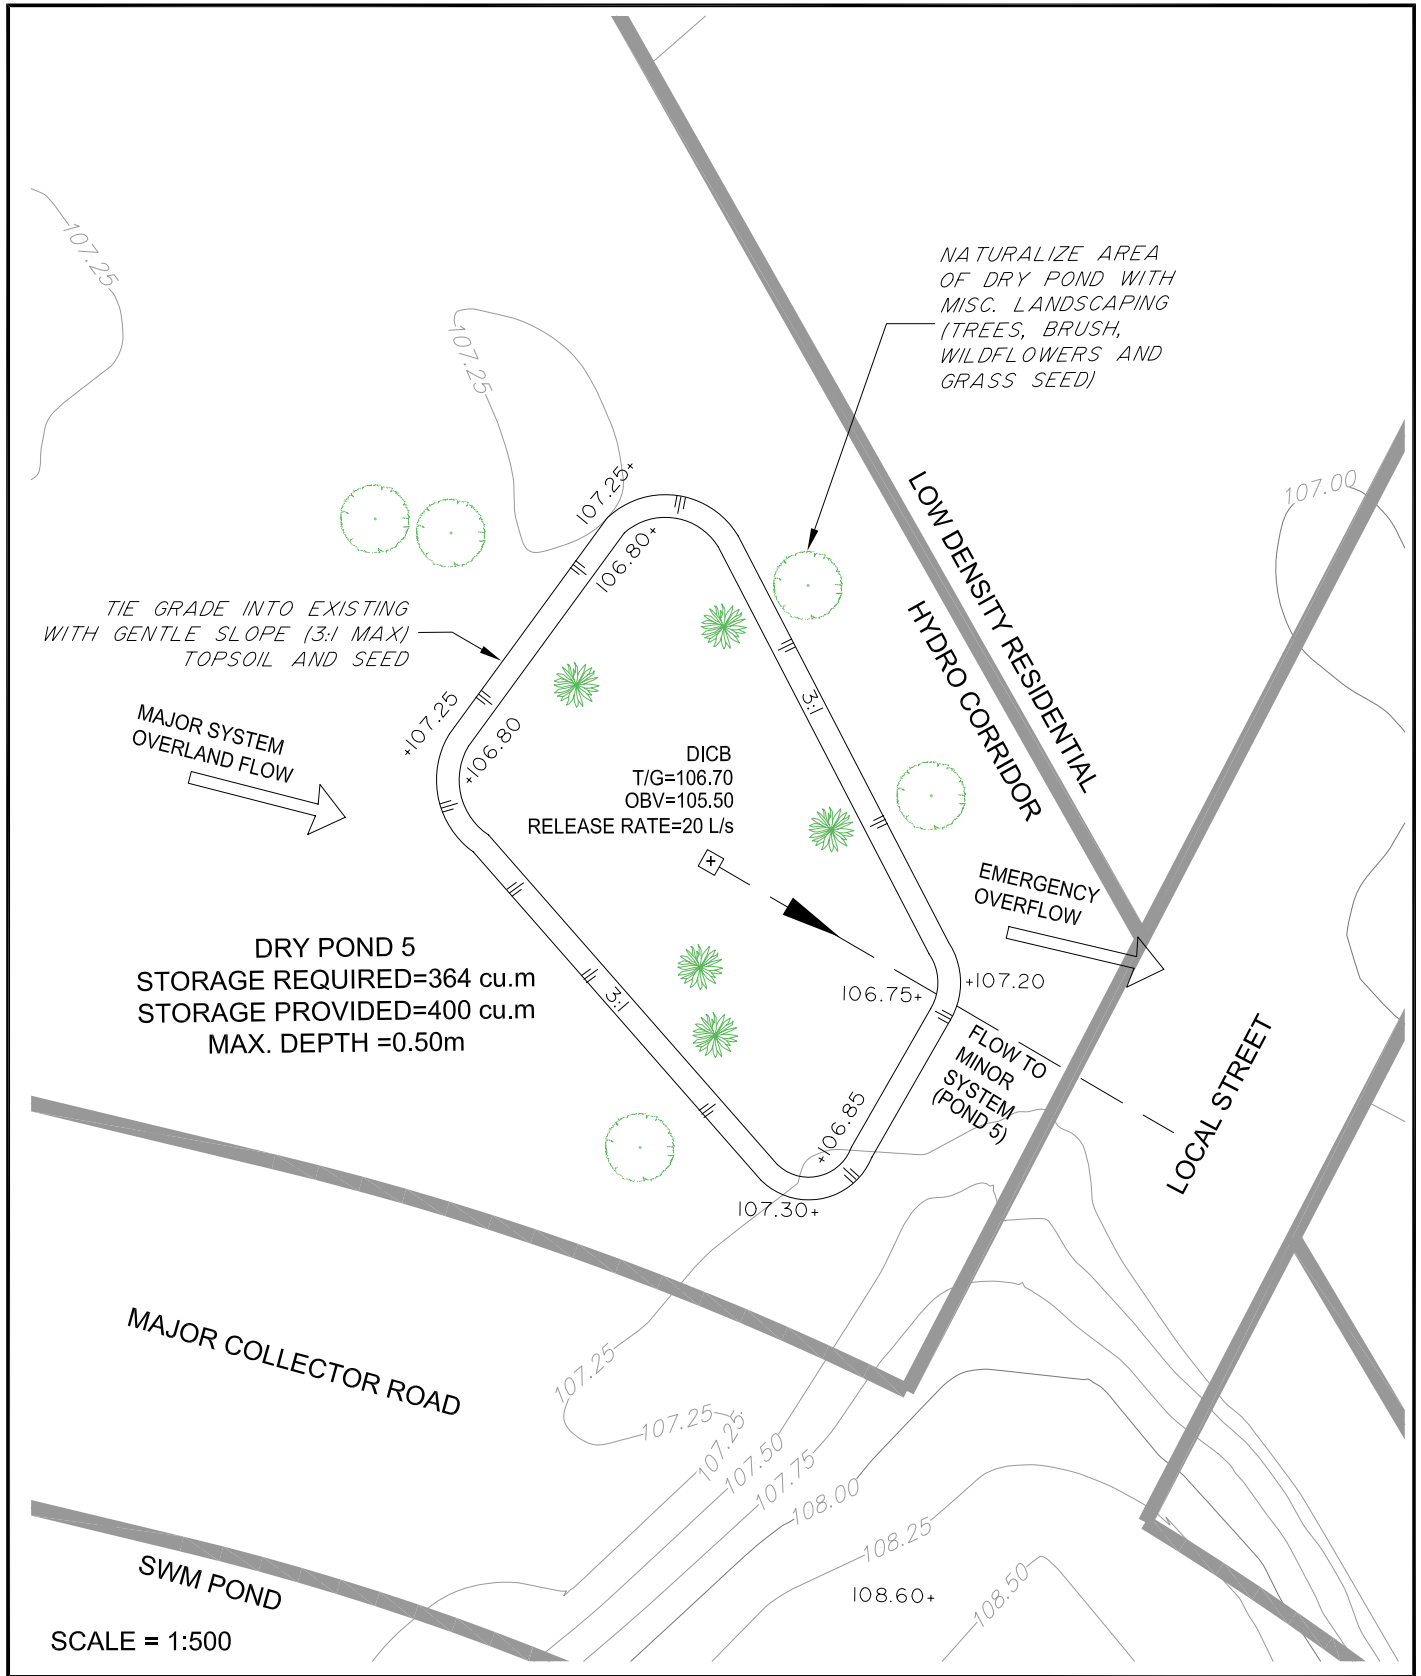 107.25
107.25
NATURALIZE AREA
OF DRY POND WITH
MISC. LANDSCAPING
(TREES, BRUSH,
WILDFLOWERS AND
GRASS SEED)
107.25+
106.80+
LOW DENSITY RESIDENTIAL
HYDRO CORRIDOR
107.00
TIE GRADE INTO EXISTING
WITH GENTLE SLOPE (3:1 MAX)
TOPSOIL AND SEED
3:1
+107.25
+106.80
MAJOR SYSTEM
OVERLAND FLOW
DICB
T/G=106.70
OBV=105.50
RELEASE RATE=20 L/s
EMERGENCY
OVERFLOW
DRY POND 5
STORAGE REQUIRED=364 cu.m
STORAGE PROVIDED=400 cu.m
MAX. DEPTH =0.50m
3:1
106.75+
+107.20
FLOW TO
MINOR
SYSTEM
(POND 5)
LOCAL STREET
+106.85
107.30+
MAJOR COLLECTOR ROAD
107.25
107.25
107.25
107.50
107.75
108.00
108.25
108.50
108.60+
SWM POND
SCALE = 1:500